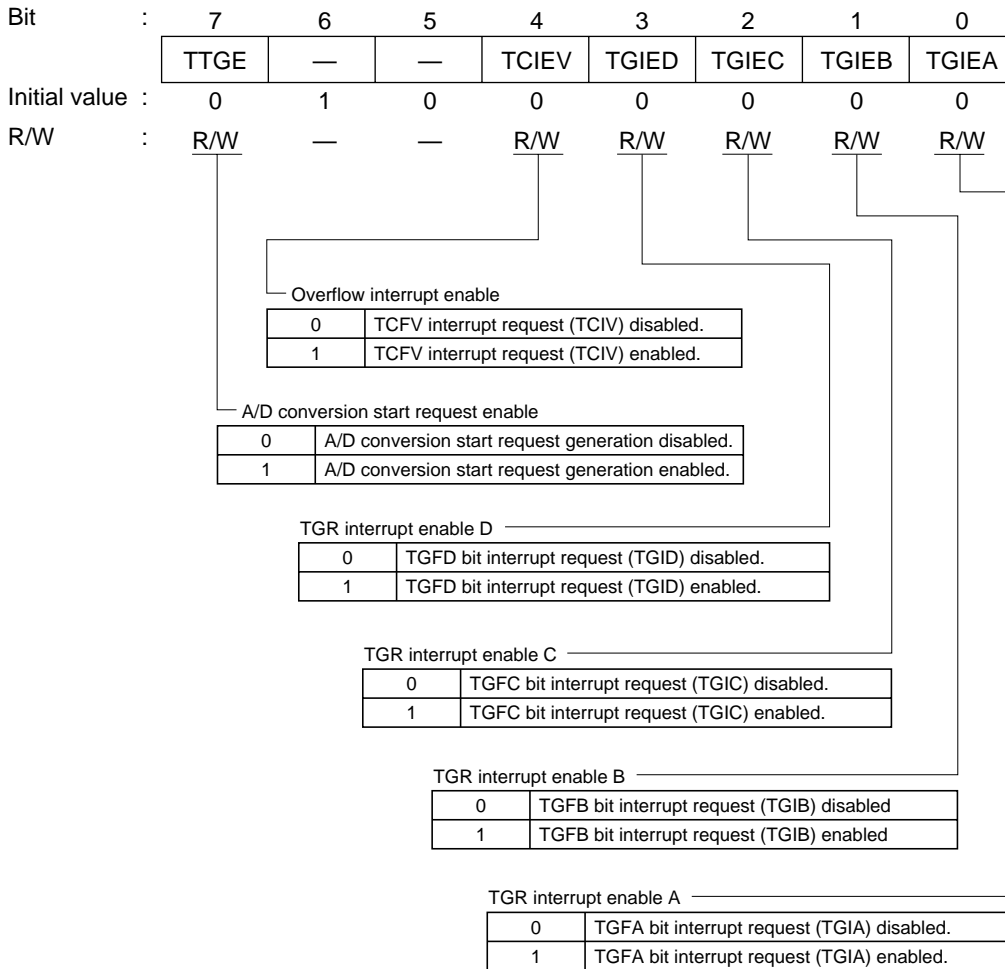 Bit : 7 6 5 4 3 2 1 0
TTGE — — TCIEV TGIED TGIEC TGIEB TGIEA
Initial value : 0 1 0 0 0 0 0 0
R/W : R/W — — R/W R/W R/W R/W R/W
Overflow interrupt enable
0 TCFV interrupt request (TCIV) disabled.
1 TCFV interrupt request (TCIV) enabled.
A/D conversion start request enable
0 A/D conversion start request generation disabled.
1 A/D conversion start request generation enabled.
TGR interrupt enable D
0 TGFD bit interrupt request (TGID) disabled.
1 TGFD bit interrupt request (TGID) enabled.
TGR interrupt enable C
0 TGFC bit interrupt request (TGIC) disabled.
1 TGFC bit interrupt request (TGIC) enabled.
TGR interrupt enable B
0 TGFB bit interrupt request (TGIB) disabled
1 TGFB bit interrupt request (TGIB) enabled
TGR interrupt enable A
0 TGFA bit interrupt request (TGIA) disabled.
1 TGFA bit interrupt request (TGIA) enabled.